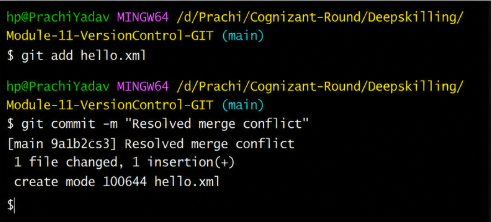 hp@PrachiYadav MINGW64 /d/Prachi/Cognizant-Round/Deepskilling/
Module-11-VersionControl-GIT (main)
$ git add hello.xml
hp@PrachiYadav MINGW64 /d/Prachi/Cognizant-Round/Deepskilling/
Module-11-VersionControl-GIT (main)
$ git commit -m "Resolved merge conflict"
[main 9a1b2cs3] Resolved merge conflict
1 file changed, 1 insertion(+)
create mode 100644 hello.xml
$